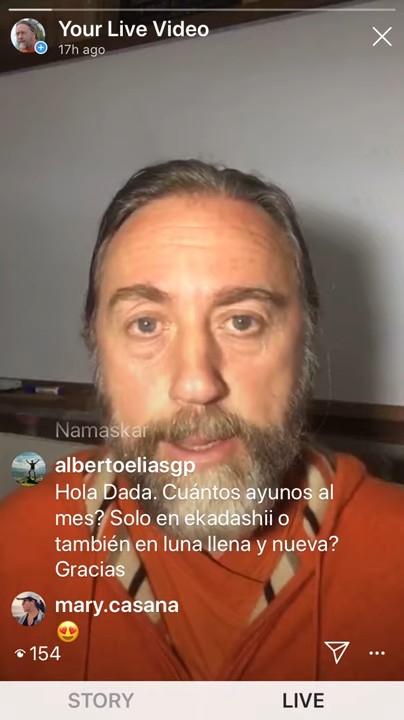 Your Live Video
17h ago
Namaskar
albertoeliasgp
Hola Dada. Cuántos ayunos al
mes? Solo en ekadashii o
también en luna llena y nueva?
Gracias
mary.casana
😍
154
STORY
LIVE